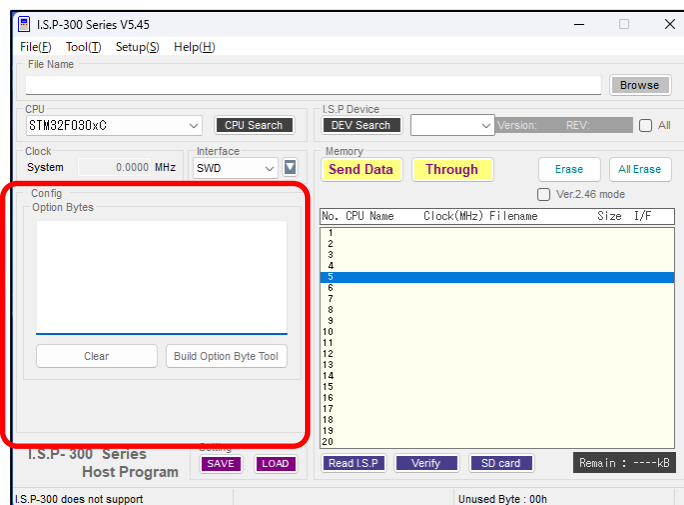 I.S.P-300 Series V5.45
File(F) Tool(T) Setup(S) Help(H)
File Name
Browse
CPU
STM32F030xC
CPU Search
I.S.P Device
DEV Search
Version:
REV:
All
Clock
System 0.0000 MHz
Interface
SWD
Memory
Send Data
Through
Erase
All Erase
Ver.2.46 mode
Config
Option Bytes
Clear
Build Option Byte Tool
No. CPU Name Clock(MHz) Filename Size I/F
1
2
3
4
5
6
7
8
9
10
11
12
13
14
15
16
17
18
19
20
I.S.P- 300 Series
Host Program
Setting
SAVE
LOAD
Read I.S.P
Verify
SD card
Remain : ----kB
I.S.P-300 does not support
Unused Byte : 00h